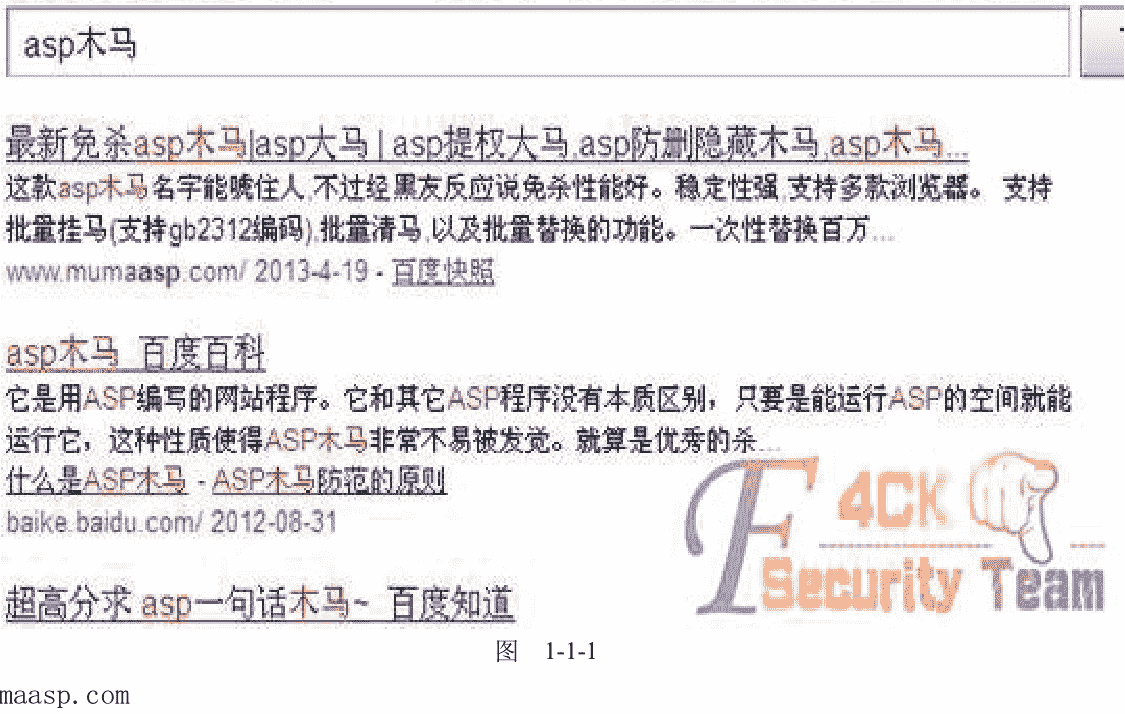 asp木马
最新免杀asp木马|asp大马 | asp提权大马,asp防删隐藏木马,asp木马...
这款asp木马名字能唬住人,不过经黑友反应说免杀性能好。稳定性强,支持多款浏览器。 支持
批量挂马(支持gb2312编码),批量清马,以及批量替换的功能。一次性替换百万...
www.mumaasp.com/ 2013-4-19 - 百度快照
asp木马_百度百科
它是用ASP编写的网站程序。它和其它ASP程序没有本质区别，只要是能运行ASP的空间就能
运行它，这种性质使得ASP木马非常不易被发觉。就算是优秀的杀...
什么是ASP木马 - ASP木马防范的原则
baike.baidu.com/ 2012-08-31
F4CK
Security Team
超高分求 asp一句话木马~_百度知道
图 1-1-1
maasp.com